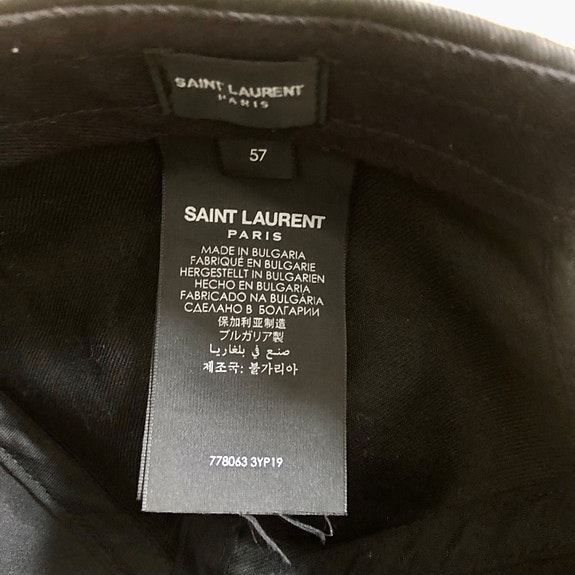 SAINT LAURENT
PARIS
57
SAINT LAURENT
PARIS
MADE IN BULGARIA
FABRIQUÉ EN BULGARIE
HERGESTELLT IN BULGARIEN
HECHO EN BULGARIA
FABRICADO NA BULGÁRIA
СДЕЛАНО В БОЛГАРИИ
保加利亚制造
ブルガリア製
صنع في بلغاريا
제조국: 불가리아
778063 3YP19